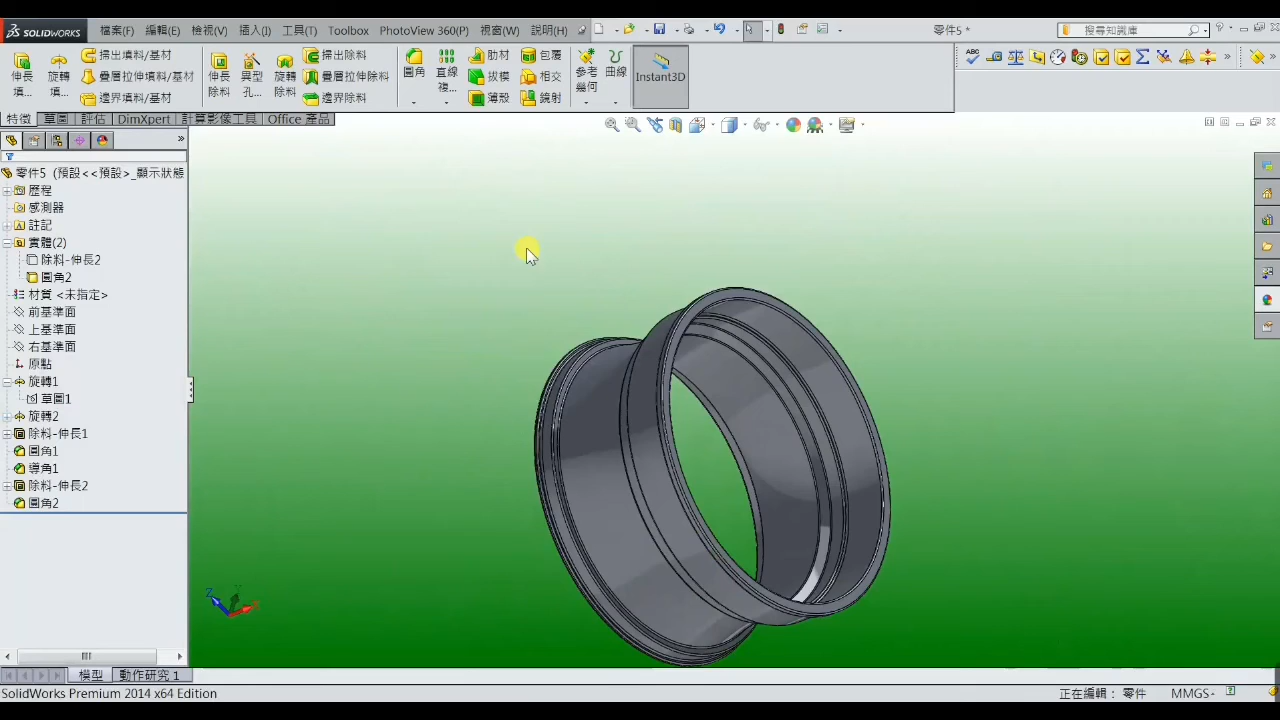 SOLIDWORKS 檔案(F) 編輯(E) 檢視(V) 插入(I) 工具(T) Toolbox PhotoView 360(P) 視窗(W) 說明(H) 零件5 * 搜尋知識庫
伸長填... 旋轉填... 掃出填料/基材 疊層拉伸填料/基材 邊界填料/基材
伸長除料 異型孔... 旋轉除料 掃出除料 疊層拉伸除料 邊界除料
圓角 直線複... 肋材 拔模 薄殼 包覆 相交 鏡射
參考幾何 曲線 Instant3D
ABC
特徵 草圖 評估 DimXpert 計算影像工具 Office 產品
零件5 (預設<<預設>_顯示狀態
歷程
感測器
註記
實體(2)
除料-伸長2
圓角2
材質 <未指定>
前基準面
上基準面
右基準面
原點
旋轉1
草圖1
旋轉2
除料-伸長1
圓角1
導角1
除料-伸長2
圓角2
模型 動作研究 1
SolidWorks Premium 2014 x64 Edition 正在編輯： 零件 MMGS